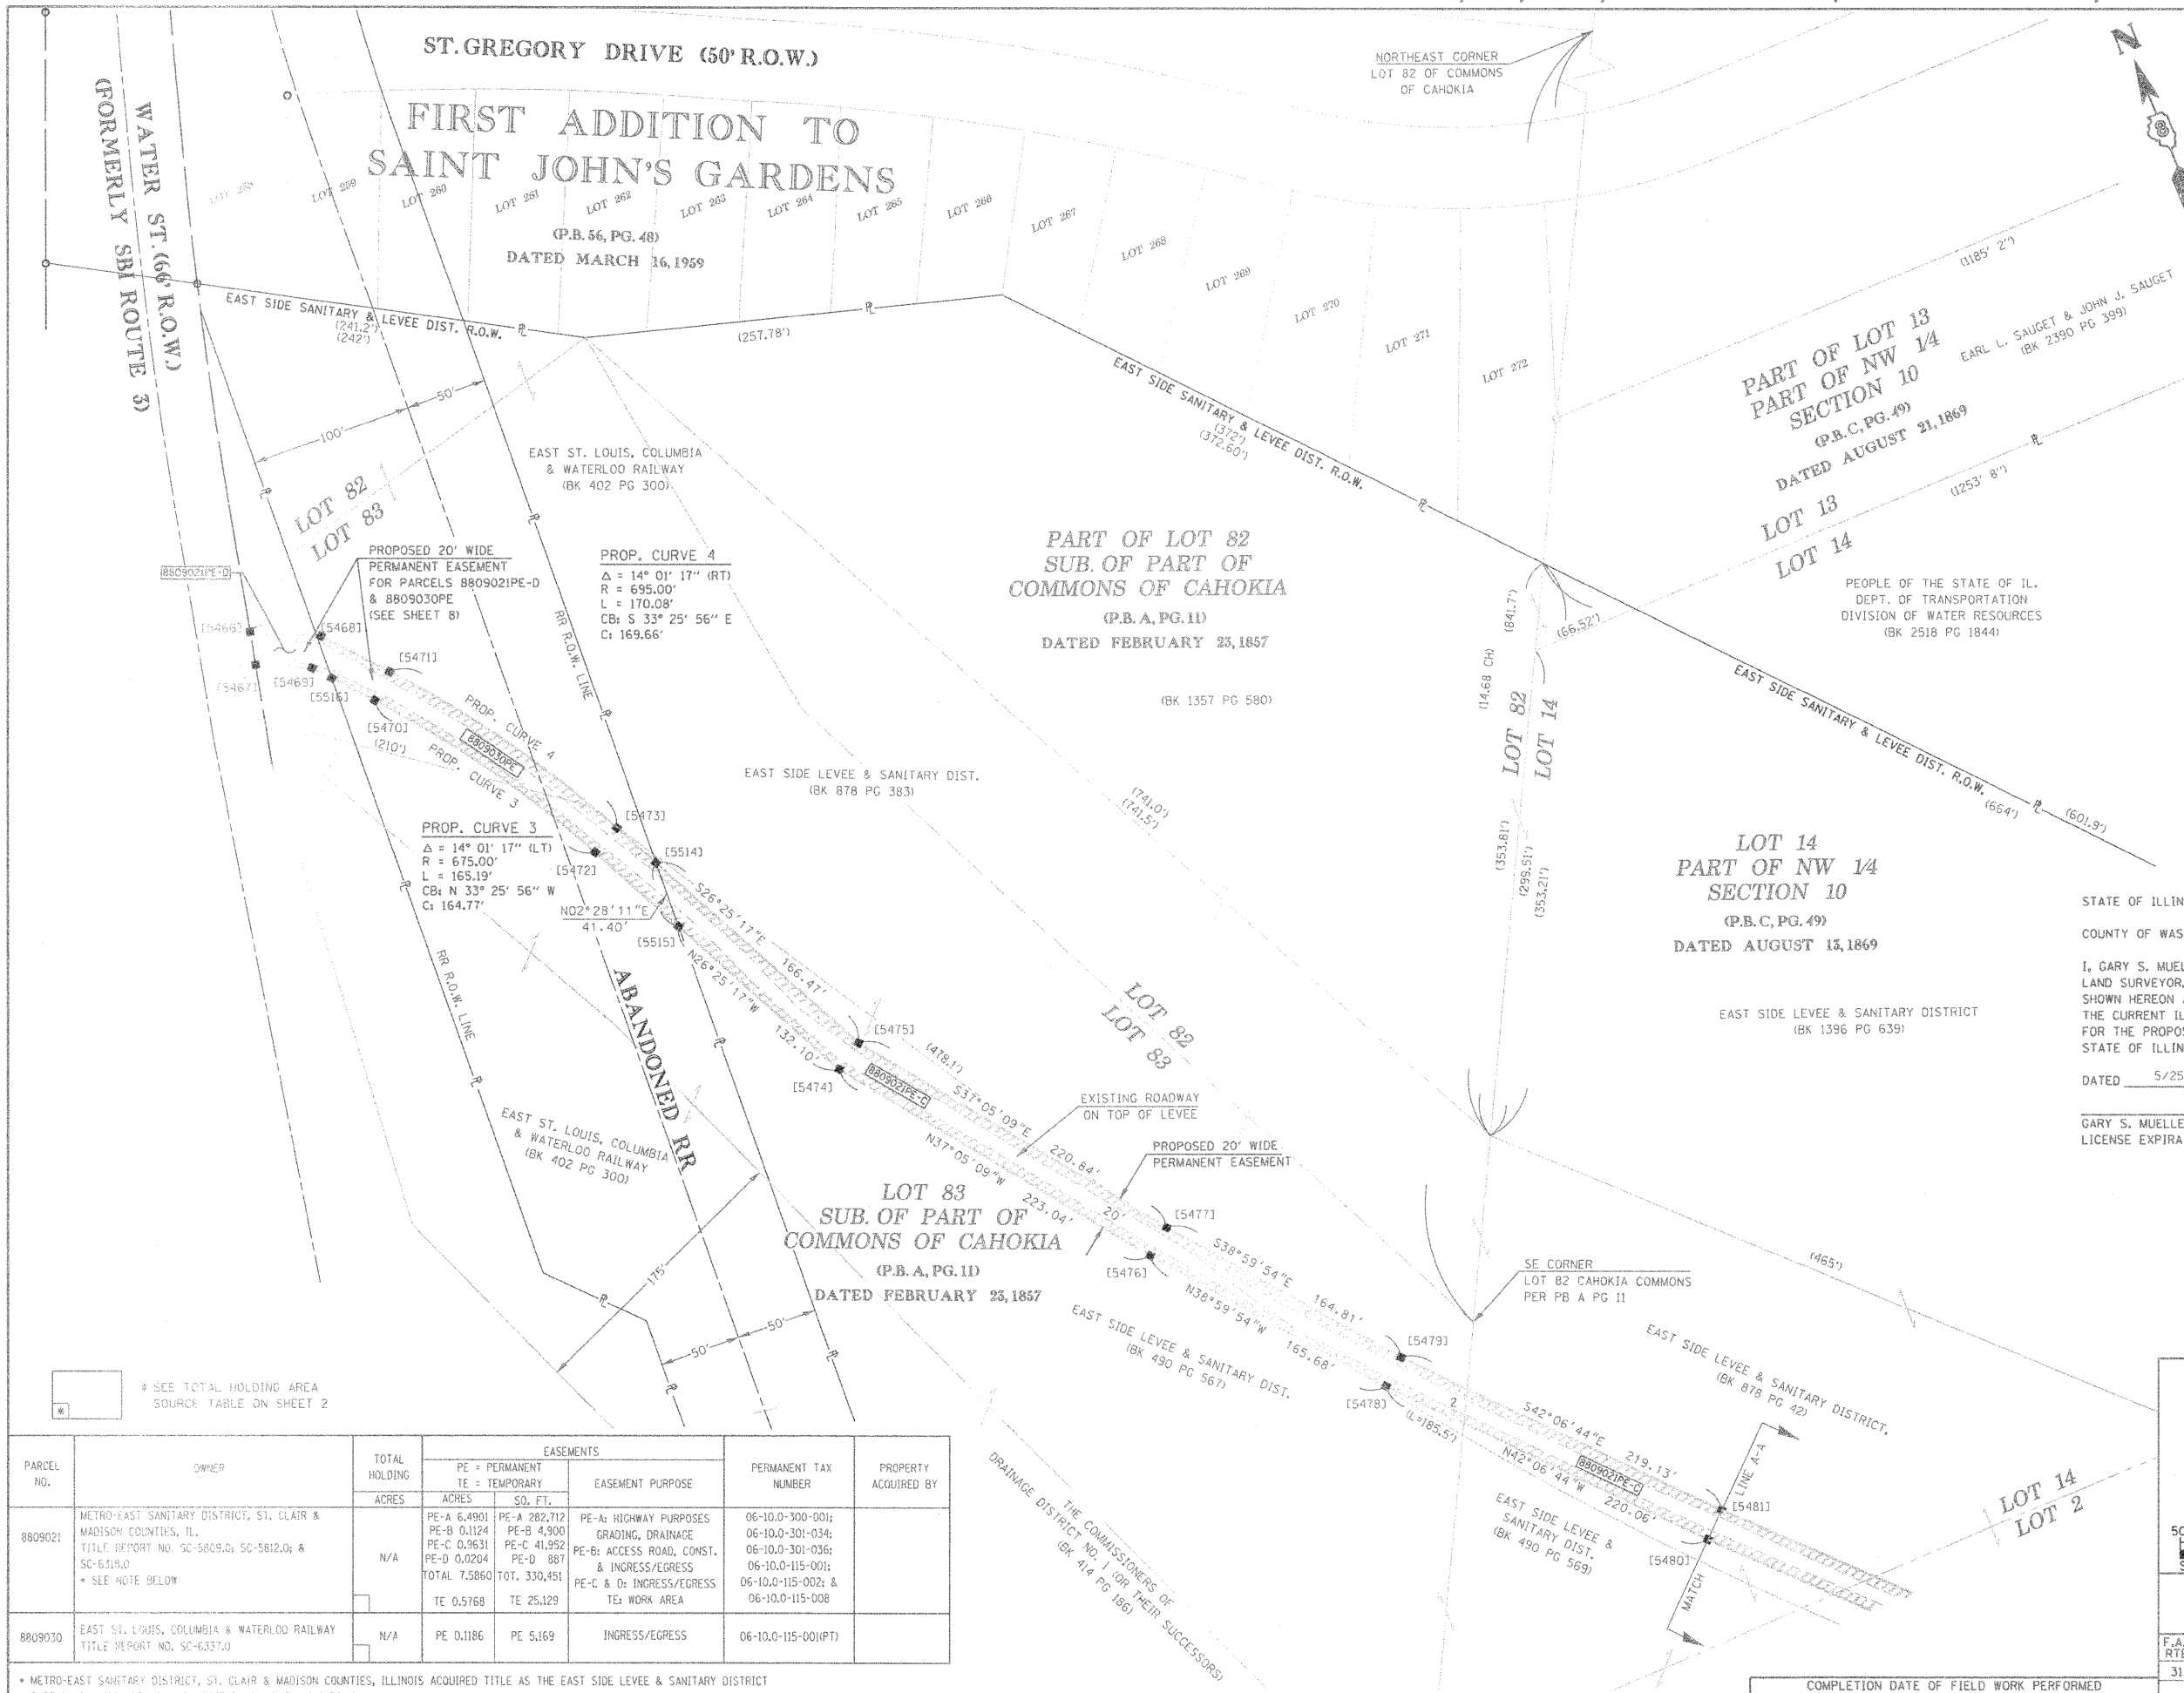 ST. GREGORY DRIVE (50' R.O.W.)
NORTHEAST CORNER
LOT 82 OF COMMONS
OF CAHOKIA
N
8
WATER ST. (66' R.O.W.)
(FORMERLY SBI ROUTE 3)
FIRST ADDITION TO
SAINT JOHN'S GARDENS
LOT 259
LOT 260
LOT 261
LOT 262
LOT 263
LOT 264
LOT 265
LOT 266
LOT 267
LOT 268
LOT 269
LOT 270
LOT 271
LOT 272
(P.B. 56, PG. 48)
DATED MARCH 16, 1959
EAST SIDE SANITARY & LEVEE DIST. R.O.W.
(241.2')
(242')
(257.78')
EAST SIDE SANITARY & LEVEE DIST. R.O.W.
(372')
(372.60')
(1185' 2")
PART OF LOT 13
PART OF NW 1/4
SECTION 10
(P.B. C, PG. 49)
DATED AUGUST 21, 1869
EARL L. SAUGET & JOHN J. SAUGET
(BK 2390 PG 399)
(1253' 8")
LOT 13
LOT 14
50'
100'
LOT 82
LOT 83
EAST ST. LOUIS, COLUMBIA
& WATERLOO RAILWAY
(BK 402 PG 300)
PROPOSED 20' WIDE
PERMANENT EASEMENT
FOR PARCELS 8809021PE-D
& 8809030PE
(SEE SHEET 8)
8809021PE-D
PROP. CURVE 4
Δ = 14° 01' 17" (RT)
R = 695.00'
L = 170.08'
CB: S 33° 25' 56" E
C: 169.66'
PART OF LOT 82
SUB. OF PART OF
COMMONS OF CAHOKIA
(P.B. A, PG. 11)
DATED FEBRUARY 23, 1857
(BK 1357 PG 580)
PEOPLE OF THE STATE OF IL.
DEPT. OF TRANSPORTATION
DIVISION OF WATER RESOURCES
(BK 2518 PG 1844)
(841.7')
(66.52')
(14.68 CH)
LOT 82
LOT 14
EAST SIDE SANITARY & LEVEE DIST. R.O.W.
(664')
(601.9')
[5466]
[5468]
[5467]
[5469]
[5516]
[5471]
[5470]
(210')
PROP. CURVE 4
8809030PE
PROP. CURVE 3
RR R.O.W. LINE
EAST SIDE LEVEE & SANITARY DIST.
(BK 878 PG 383)
(741.0')
(741.5')
(353.81')
(299.51')
(353.21')
PROP. CURVE 3
Δ = 14° 01' 17" (LT)
R = 675.00'
L = 165.19'
CB: N 33° 25' 56" W
C: 164.77'
[5473]
[5472]
[5514]
N02°28'11"E
41.40'
[5515]
S26°25'17"E
166.47'
N26°25'17"W
132.10'
LOT 14
PART OF NW 1/4
SECTION 10
(P.B. C, PG. 49)
DATED AUGUST 13, 1869
EAST SIDE LEVEE & SANITARY DISTRICT
(BK 1396 PG 639)
STATE OF ILLIN
COUNTY OF WAS
I, GARY S. MUEL
LAND SURVEYOR,
SHOWN HEREON
THE CURRENT IL
FOR THE PROPOS
STATE OF ILLIN
DATED 5/25
GARY S. MUELLE
LICENSE EXPIRA
RR R.O.W. LINE
ABANDONED RR
[5475]
[5474]
(478.1')
8809021PE-C
LOT 82
LOT 83
EAST ST. LOUIS, COLUMBIA
& WATERLOO RAILWAY
(BK 402 PG 300)
S37°05'09"E
220.84'
N37°05'09"W
223.04'
EXISTING ROADWAY
ON TOP OF LEVEE
PROPOSED 20' WIDE
PERMANENT EASEMENT
20'
[5477]
[5476]
LOT 83
SUB. OF PART OF
COMMONS OF CAHOKIA
(P.B. A, PG. 11)
DATED FEBRUARY 23, 1857
175'
50'
50'
S38°59'54"E
164.81'
N38°59'54"W
165.68'
EAST SIDE LEVEE & SANITARY DIST.
(BK 490 PG 567)
SE CORNER
LOT 82 CAHOKIA COMMONS
PER PB A PG 11
(465')
[5479]
[5478]
(L=185.5')
2
EAST SIDE LEVEE & SANITARY DISTRICT.
(BK 878 PG 42)
S42°06'44"E
219.13'
8809021PE-C
N42°06'44"W
220.06'
LINE A-A
MATCH
[5481]
[5480]
EAST SIDE LEVEE &
SANITARY DIST.
(BK 490 PG 569)
LOT 14
LOT 2
THE COMMISSIONERS OF
DRAINAGE DISTRICT NO. 1 (OR THEIR SUCCESSORS)
(BK 414 PG 186)
*
* SEE TOTAL HOLDING AREA
SOURCE TABLE ON SHEET 2
PARCEL NO.
OWNER
TOTAL HOLDING
ACRES
EASEMENTS
PE = PERMANENT
TE = TEMPORARY
ACRES
SQ. FT.
EASEMENT PURPOSE
PERMANENT TAX NUMBER
PROPERTY ACQUIRED BY
8809021
METRO-EAST SANITARY DISTRICT, ST. CLAIR &
MADISON COUNTIES, IL.
TITLE REPORT NO. SC-5809.0; SC-5812.0; &
SC-6318.0
* SEE NOTE BELOW
N/A
PE-A 6.4901 PE-A 282,712
PE-B 0.1124 PE-B 4,900
PE-C 0.9631 PE-C 41,952
PE-D 0.0204 PE-D 887
TOTAL 7.5860 TOT. 330,451
TE 0.5768 TE 25,129
PE-A: HIGHWAY PURPOSES
GRADING, DRAINAGE
PE-B: ACCESS ROAD, CONST.
& INGRESS/EGRESS
PE-C & D: INGRESS/EGRESS
TE: WORK AREA
06-10.0-300-001;
06-10.0-301-034;
06-10.0-301-036;
06-10.0-115-001;
06-10.0-115-002; &
06-10.0-115-008
8809030
EAST ST. LOUIS, COLUMBIA & WATERLOO RAILWAY
TITLE REPORT NO. SC-6337.0
N/A
PE 0.1186 PE 5,169
INGRESS/EGRESS
06-10.0-115-001(PT)
* METRO-EAST SANITARY DISTRICT, ST. CLAIR & MADISON COUNTIES, ILLINOIS ACQUIRED TITLE AS THE EAST SIDE LEVEE & SANITARY DISTRICT
COMPLETION DATE OF FIELD WORK PERFORMED
50
F.A.
RTE
31